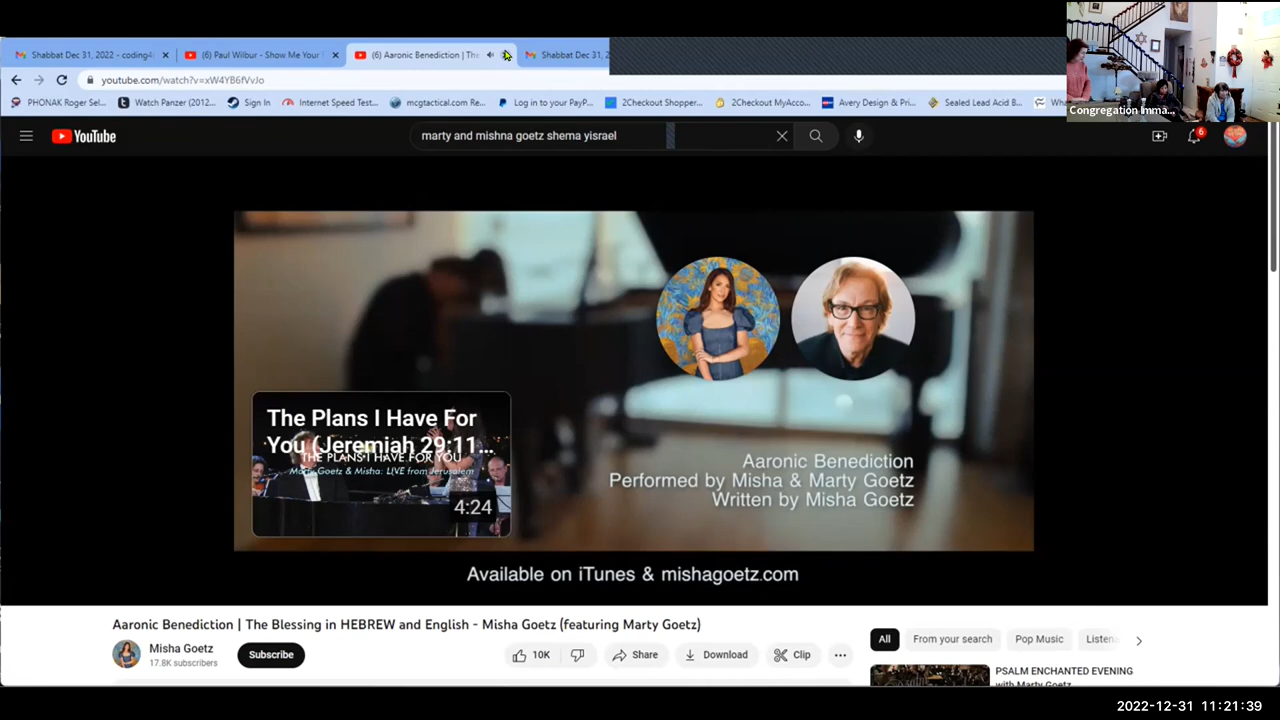 Shabbat Dec 31, 2022 - coding4
(6) Paul Wilbur - Show Me Your
(6) Aaronic Benediction | The
Shabbat Dec 31, 2
youtube.com/watch?v=xW4YB6fVvJo
PHONAK Roger Sel...
Watch Panzer (2012...
Sign In
Internet Speed Test...
mcgtactical.com Re...
Log in to your PayP...
2Checkout Shopper...
2Checkout MyAcco...
Avery Design & Pri...
Sealed Lead Acid B...
Congregation Imma...
YouTube
marty and mishna goetz shema yisrael
6
The Plans I Have For
You ( Jeremiah 29:11...
THE PLANS I HAVE FOR YOU
Marty Goetz & Misha: LIVE from Jerusalem
4:24
Aaronic Benediction
Performed by Misha & Marty Goetz
Written by Misha Goetz
Available on iTunes & mishagoetz.com
Aaronic Benediction | The Blessing in HEBREW and English - Misha Goetz (featuring Marty Goetz)
Misha Goetz
17.8K subscribers
Subscribe
10K
Share
Download
Clip
All
From your search
Pop Music
PSALM ENCHANTED EVENING
with Marty Goetz
2022-12-31 11:21:39